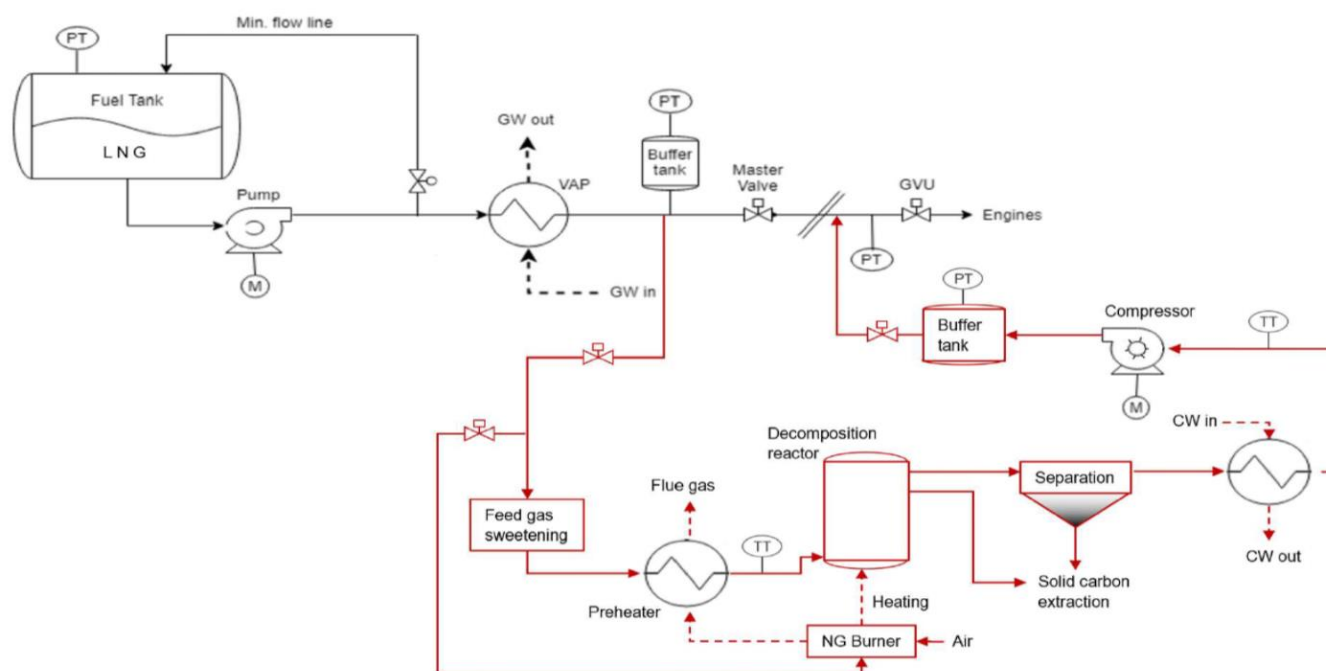 Min. flow line
PT
Fuel Tank
LNG
Pump
M
GW out
VAP
GW in
PT
Buffer
tank
Master
Valve
GVU
Engines
PT
PT
Buffer
tank
Compressor
M
TT
Feed gas
sweetening
Flue gas
Preheater
TT
Decomposition
reactor
Heating
NG Burner
Air
Separation
Solid carbon
extraction
CW in
CW out